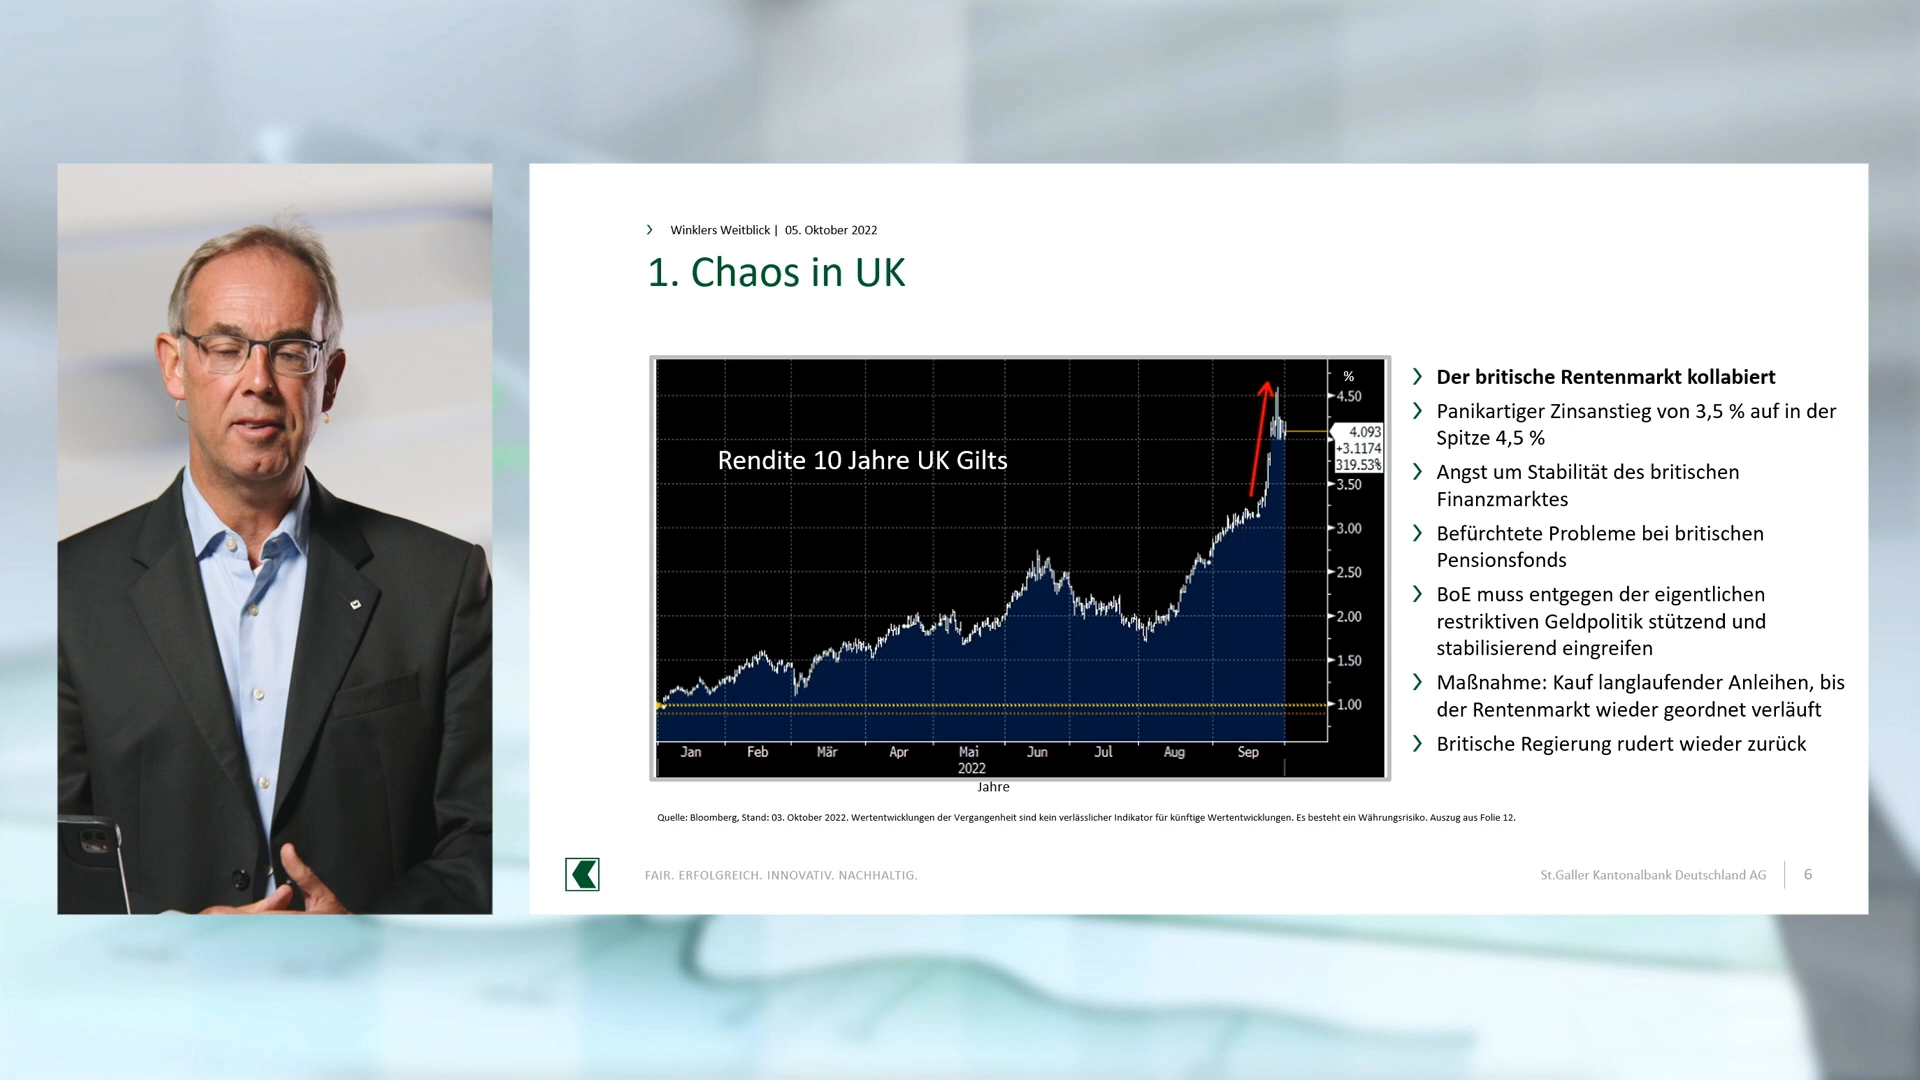 Winklers Weitblick | 05. Oktober 2022
1. Chaos in UK
%
4.50
4.093
+3.1174
319.53%
3.50
3.00
2.50
2.00
1.50
1.00
Rendite 10 Jahre UK Gilts
Jan Feb Mär Apr Mai Jun Jul Aug Sep
2022
Jahre
Der britische Rentenmarkt kollabiert
Panikartiger Zinsanstieg von 3,5 % auf in der
Spitze 4,5 %
Angst um Stabilität des britischen
Finanzmarktes
Befürchtete Probleme bei britischen
Pensionsfonds
BoE muss entgegen der eigentlichen
restriktiven Geldpolitik stützend und
stabilisierend eingreifen
Maßnahme: Kauf langlaufender Anleihen, bis
der Rentenmarkt wieder geordnet verläuft
Britische Regierung rudert wieder zurück
Quelle: Bloomberg, Stand: 03. Oktober 2022. Wertentwicklungen der Vergangenheit sind kein verlässlicher Indikator für künftige Wertentwicklungen. Es besteht ein Währungsrisiko. Auszug aus Folie 12.
FAIR. ERFOLGREICH. INNOVATIV. NACHHALTIG.
St.Galler Kantonalbank Deutschland AG 6